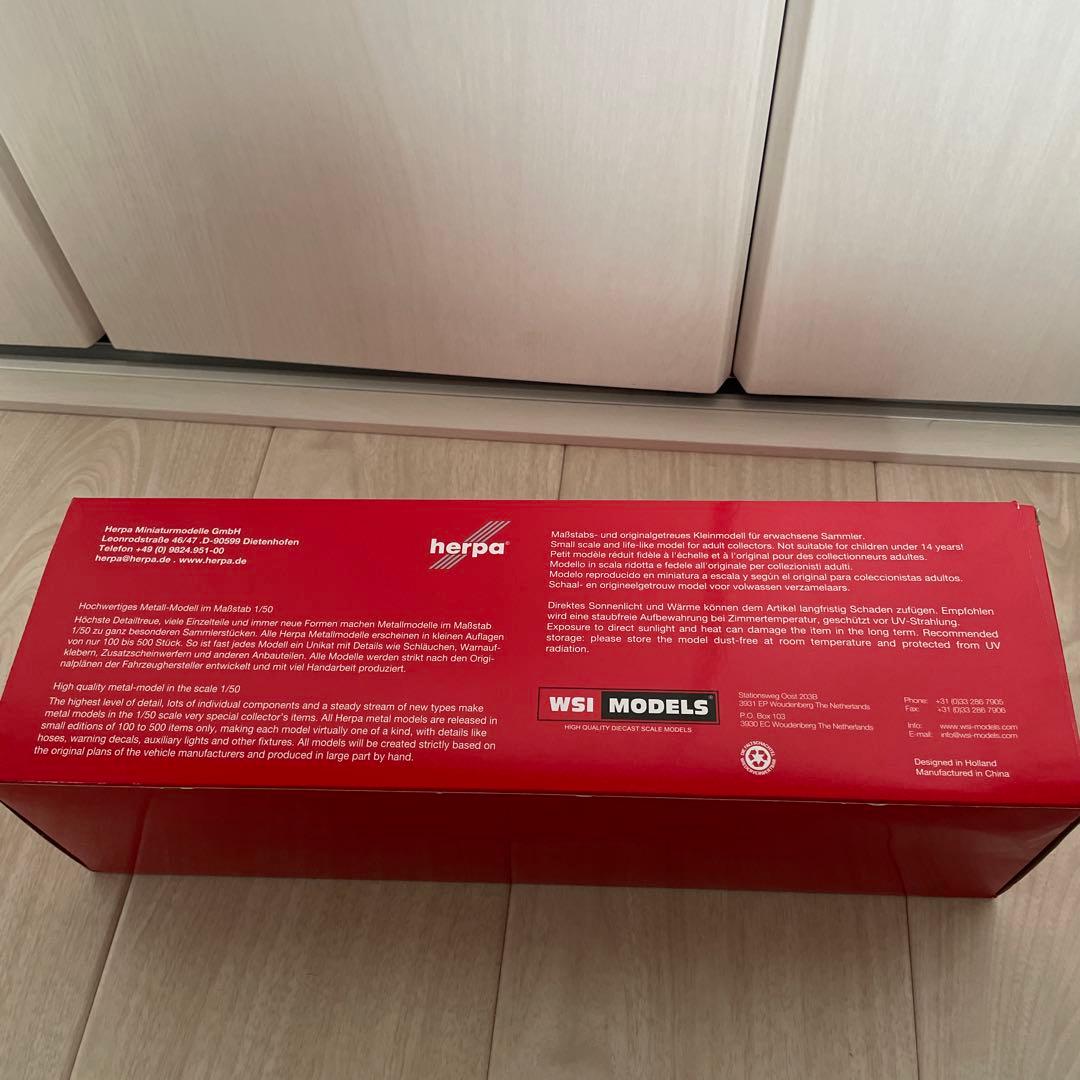 Herpa Miniaturmodelle GmbH
Leonrodstraße 46/47 .D-90599 Dietenhofen
Telefon +49 (0) 9824.951-00
herpa@herpa.de . www.herpa.de
herpa®
Hochwertiges Metall-Modell im Maßstab 1/50
Höchste Detailtreue, viele Einzelteile und immer neue Formen machen Metallmodelle im Maßstab
1/50 zu ganz besonderen Sammlerstücken. Alle Herpa Metallmodelle erscheinen in kleinen Auflagen
von nur 100 bis 500 Stück. So ist fast jedes Modell ein Unikat mit Details wie Schläuchen, Warnauf-
klebern, Zusatzscheinwerfern und anderen Anbauteilen. Alle Modelle werden strikt nach den Origi-
nalplänen der Fahrzeughersteller entwickelt und mit viel Handarbeit produziert.
High quality metal-model in the scale 1/50
The highest level of detail, lots of individual components and a steady stream of new types make
metal models in the 1/50 scale very special collector's items. All Herpa metal models are released in
small editions of 100 to 500 items only, making each model virtually one of a kind, with details like
hoses, warning decals, auxiliary lights and other fixtures. All models will be created strictly based on
the original plans of the vehicle manufacturers and produced in large part by hand.
Maßstabs- und originalgetreues Kleinmodell für erwachsene Sammler.
Small scale and life-like model for adult collectors. Not suitable for children under 14 years!
Petit modèle réduit fidèle à l'échelle et à l'original pour des collectionneurs adultes.
Modello in scala ridotta e fedele all'originale per collezionisti adulti.
Modelo reproducido en miniatura a escala y según el original para coleccionistas adultos.
Schaal- en origineelgetrouw model voor volwassen verzamelaars.
Direktes Sonnenlicht und Wärme können dem Artikel langfristig Schaden zufügen. Empfohlen
wird eine staubfreie Aufbewahrung bei Zimmertemperatur, geschützt vor UV-Strahlung.
Exposure to direct sunlight and heat can damage the item in the long term. Recommended
storage: please store the model dust-free at room temperature and protected from UV
radiation.
WSI MODELS®
HIGH QUALITY DIECAST SCALE MODELS
Stationsweg Oost 203B
3931 EP Woudenberg The Netherlands
P.O. Box 103
3930 EC Woudenberg The Netherlands
Phone: +31 (0)33 286 7905
Fax: +31 (0)33 286 7906
Info: www.wsi-models.com
E-mail: info@wsi-models.com
Designed in Holland
Manufactured in China